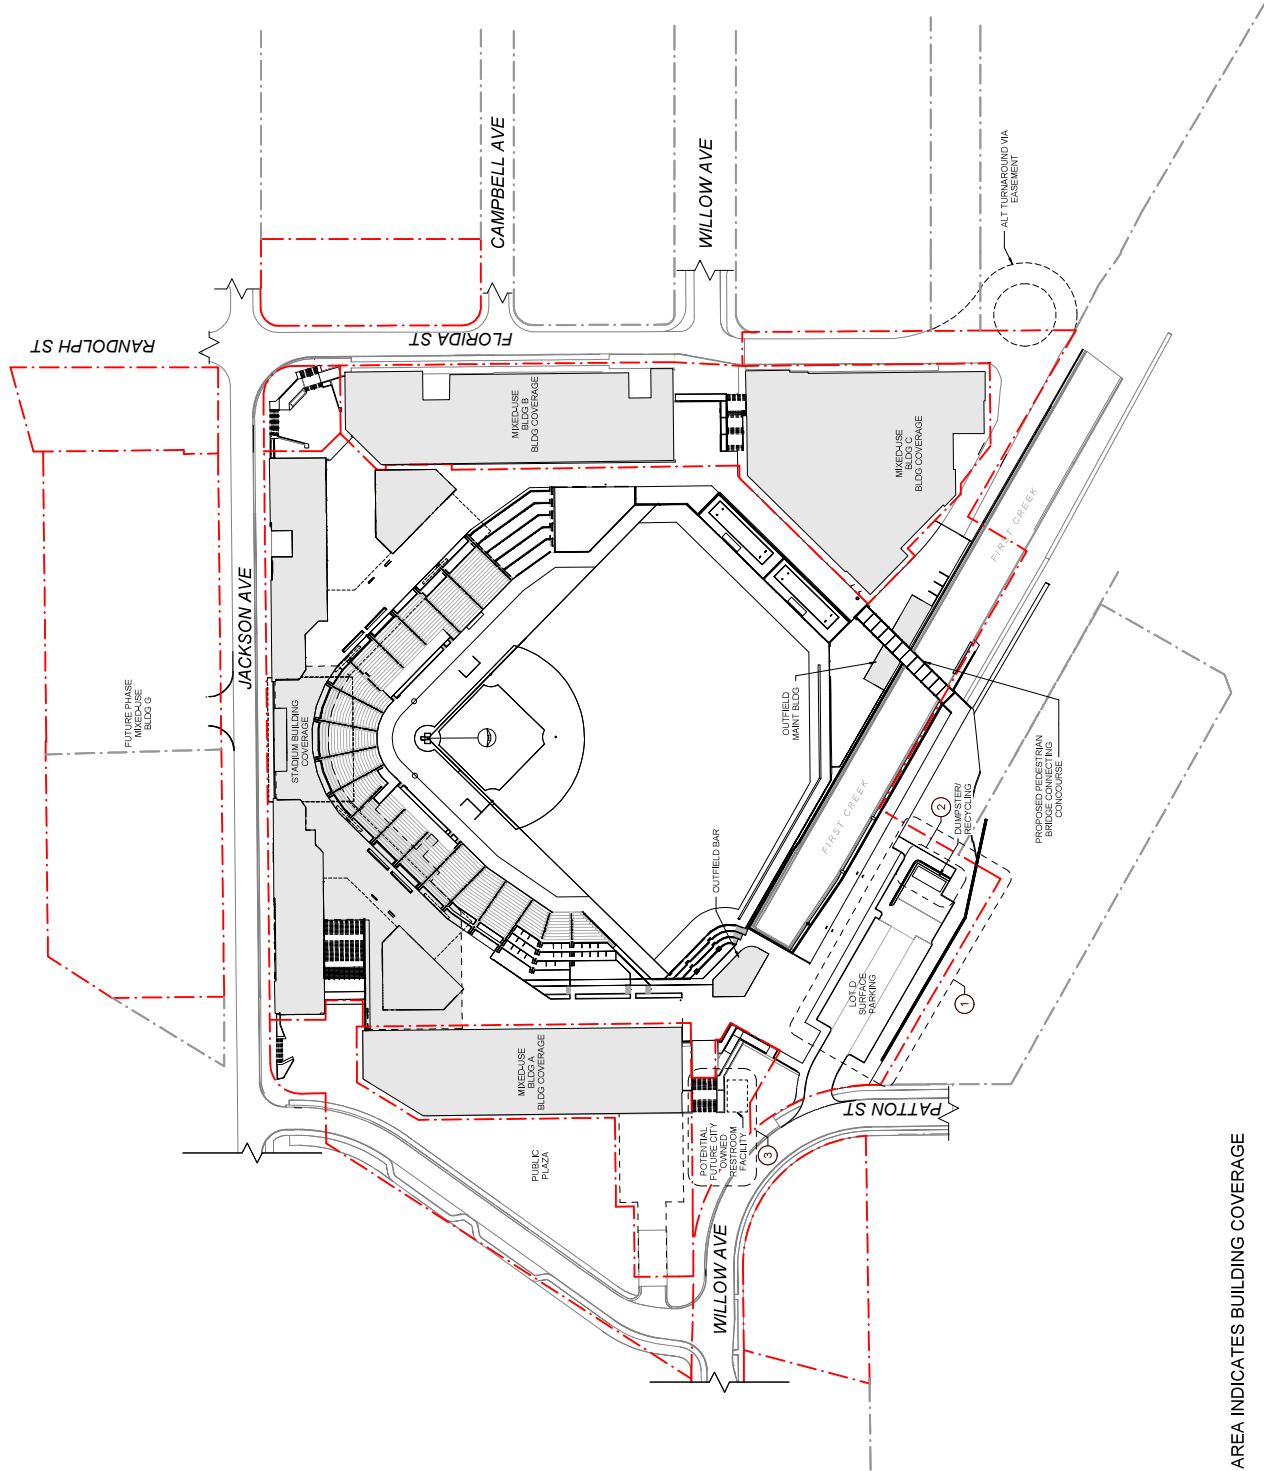 RANDOLPH ST
FLORIDA ST
CAMPBELL AVE
WILLOW AVE
ALT TURNAROUND VIA
EASEMENT
JACKSON AVE
FUTURE PHASE
MIXED-USE
BLDG G
MIXED-USE
BLDG B
BLDG COVERAGE
MIXED-USE
BLDG C
BLDG COVERAGE
FIRST CREEK
STADIUM BUILDING
COVERAGE
OUTFIELD
MAINT BLDG
FIRST CREEK
PROPOSED PEDESTRIAN
BRIDGE CONNECTING
CONCOURSE
OUTFIELD BAR
DUMPSTER/
RECYCLING
2
LOT-D
SURFACE
PARKING
1
MIXED-USE
BLDG A
BLDG COVERAGE
PUBLIC
PLAZA
POTENTIAL
FUTURE CITY
OWNED
RESTROOM
FACILITY
3
PATTON ST
WILLOW AVE
AREA INDICATES BUILDING COVERAGE